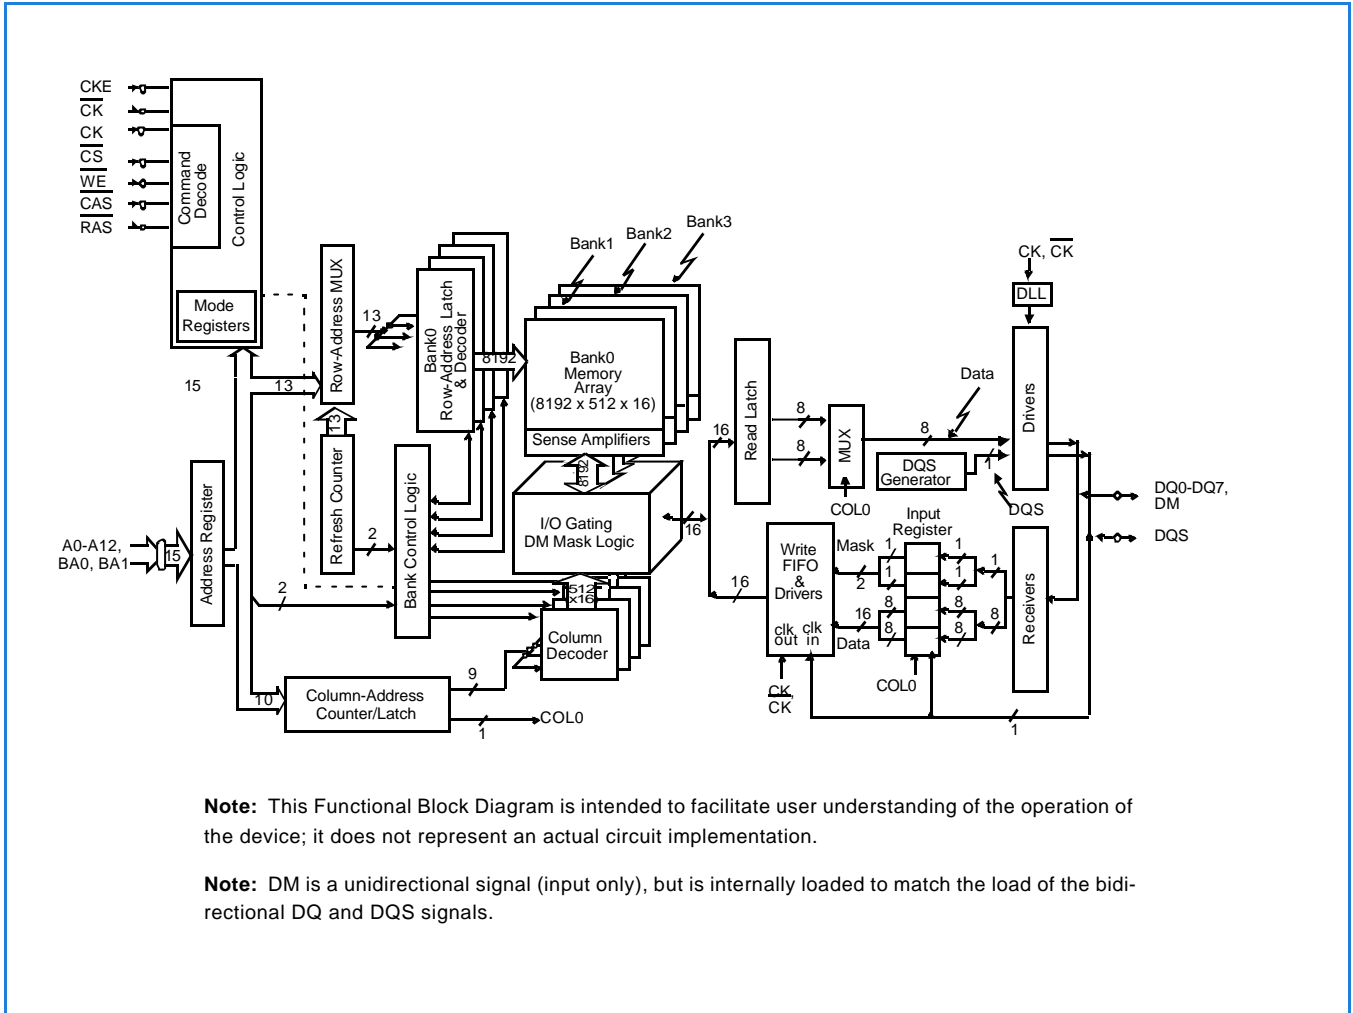 CKE
CK
CK
CS
WE
CAS
RAS
Command
Decode
Control Logic
Mode
Registers
15
13
Row-Address MUX
13
13
Refresh Counter
2
Bank0
Row-Address Latch
& Decoder
8192
Bank1
Bank2
Bank3
Bank0
Memory
Array
(8192 x 512 x 16)
Sense Amplifiers
8192
I/O Gating
DM Mask Logic
16
512
x16
Column
Decoder
Bank Control Logic
A0-A12,
BA0, BA1
15
Address Register
2
10
Column-Address
Counter/Latch
9
1
COL0
16
Read Latch
8
8
MUX
COL0
8
Data
DQS
Generator
1
DQS
CK, CK
DLL
Drivers
DQ0-DQ7,
DM
DQS
Input
Register
16
Write
FIFO
&
Drivers
clk
out
clk
in
CK,
CK
Mask
2
16
Data
1
1
8
8
1
1
8
8
1
8
COL0
Receivers
1
Note: This Functional Block Diagram is intended to facilitate user understanding of the operation of
the device; it does not represent an actual circuit implementation.
Note: DM is a unidirectional signal (input only), but is internally loaded to match the load of the bidi-
rectional DQ and DQS signals.